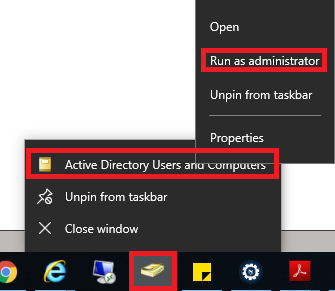 Open
Run as administrator
Unpin from taskbar
Properties
Active Directory Users and Computers
Unpin from taskbar
Close window